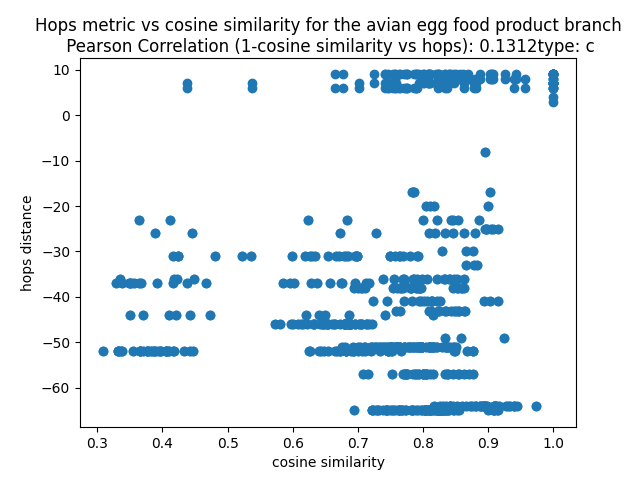 Hops metric vs cosine similarity for the avian egg food product branch
Pearson Correlation (1-cosine similarity vs hops): 0.1312type: c
10
0
−10
−20
−30
−40
−50
−60
hops distance
0.3 0.4 0.5 0.6 0.7 0.8 0.9 1.0
cosine similarity